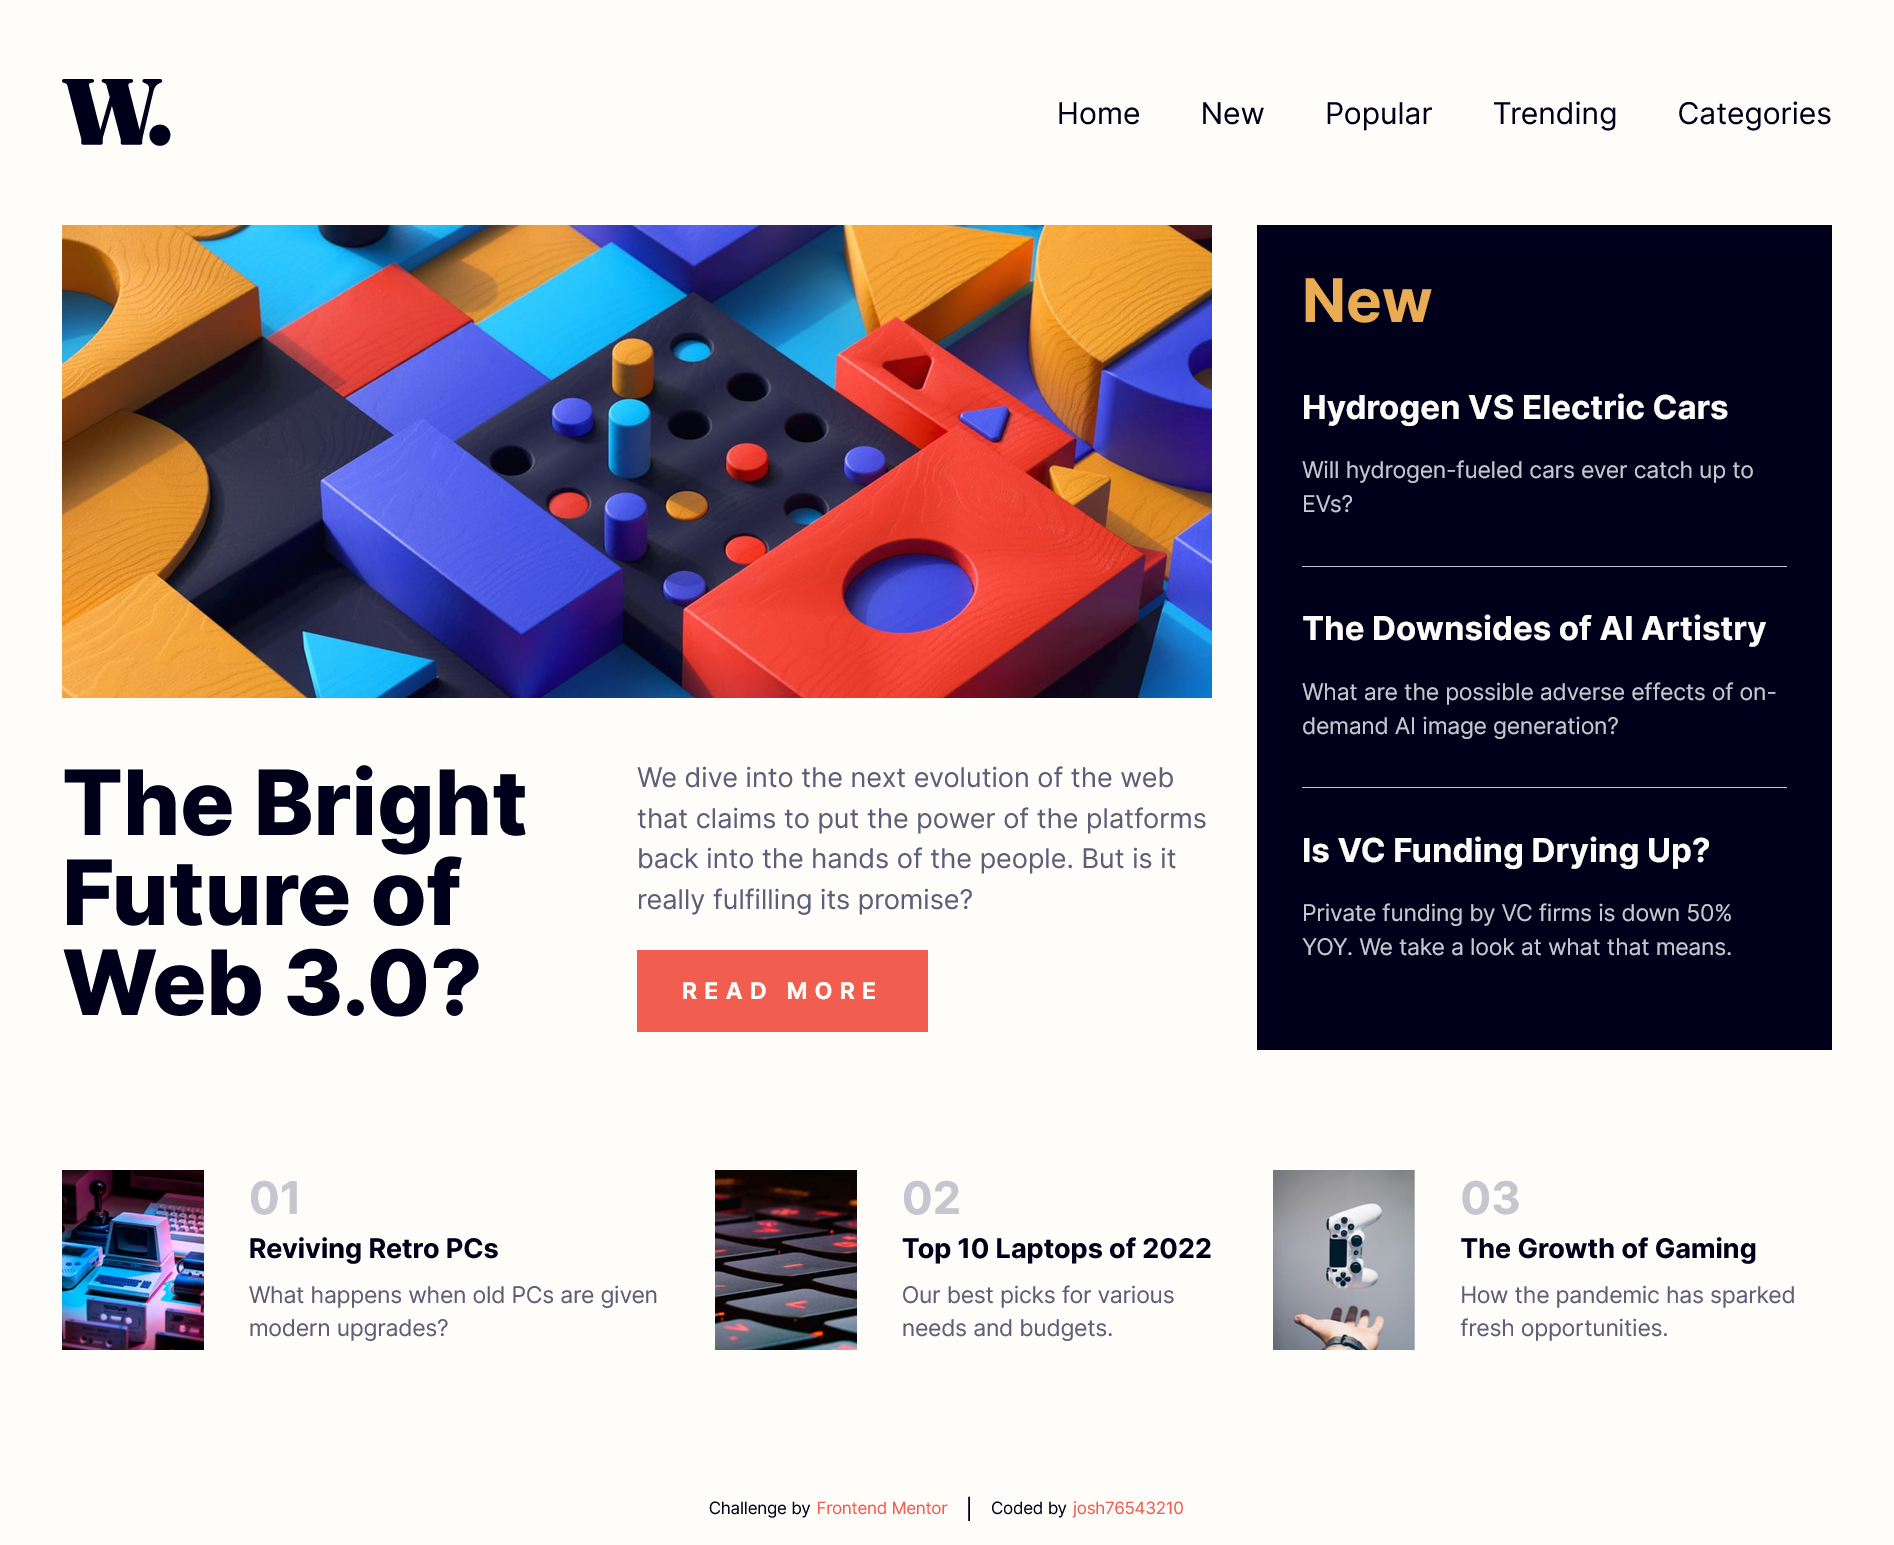 W.
Home New Popular Trending Categories
The Bright
Future of
Web 3.0?
We dive into the next evolution of the web
that claims to put the power of the platforms
back into the hands of the people. But is it
really fulfilling its promise?
READ MORE
New
Hydrogen VS Electric Cars
Will hydrogen-fueled cars ever catch up to
EVs?
The Downsides of AI Artistry
What are the possible adverse effects of on-
demand AI image generation?
Is VC Funding Drying Up?
Private funding by VC firms is down 50%
YOY. We take a look at what that means.
01
Reviving Retro PCs
What happens when old PCs are given
modern upgrades?
02
Top 10 Laptops of 2022
Our best picks for various
needs and budgets.
03
The Growth of Gaming
How the pandemic has sparked
fresh opportunities.
Challenge by Frontend Mentor | Coded by josh76543210